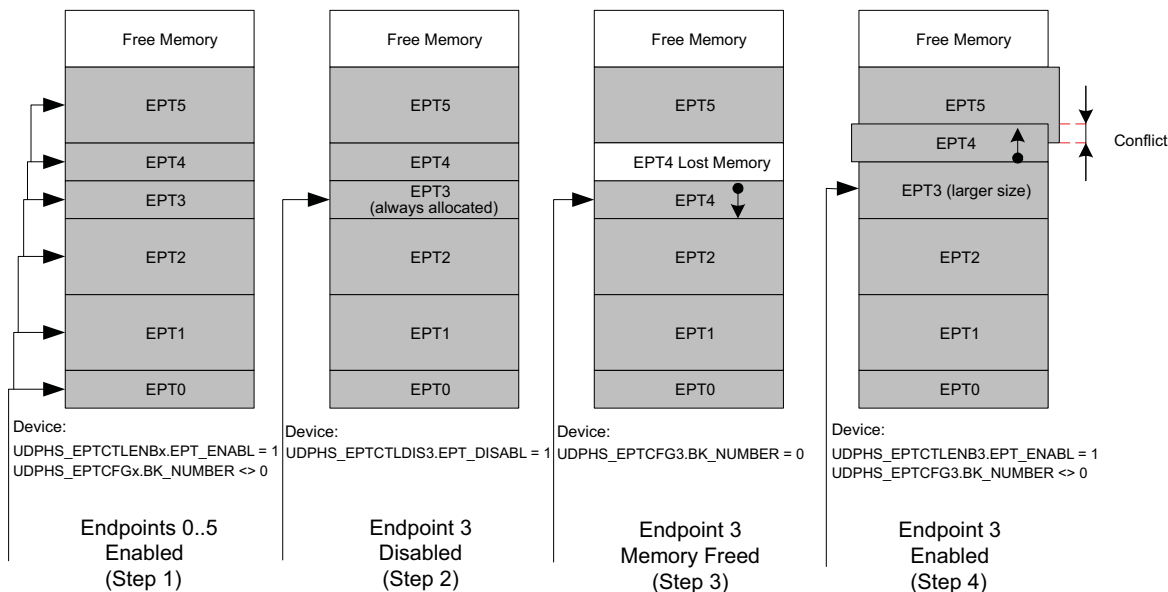 Free Memory
EPT5
EPT4
EPT3
EPT2
EPT1
EPT0
Device:
UDPHS_EPTCTLENBx.EPT_ENABL = 1
UDPHS_EPTCFGx.BK_NUMBER <> 0
Endpoints 0..5
Enabled
(Step 1)
Free Memory
EPT5
EPT4
EPT3
(always allocated)
EPT2
EPT1
EPT0
Device:
UDPHS_EPTCTLDIS3.EPT_DISABL = 1
Endpoint 3
Disabled
(Step 2)
Free Memory
EPT5
EPT4 Lost Memory
EPT4
EPT2
EPT1
EPT0
Device:
UDPHS_EPTCFG3.BK_NUMBER = 0
Endpoint 3
Memory Freed
(Step 3)
Free Memory
EPT5
EPT4
Conflict
EPT3 (larger size)
EPT2
EPT1
EPT0
Device:
UDPHS_EPTCTLENB3.EPT_ENABL = 1
UDPHS_EPTCFG3.BK_NUMBER <> 0
Endpoint 3
Enabled
(Step 4)